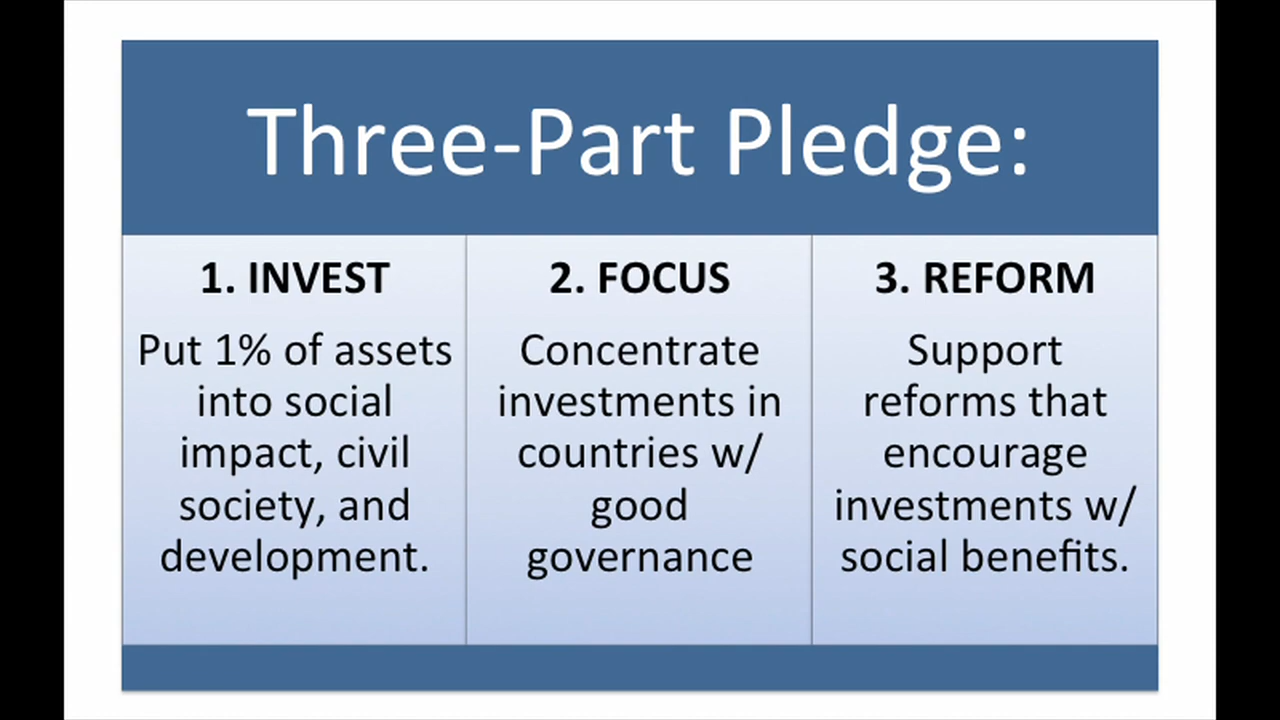 Three-Part Pledge:
1. INVEST
Put 1% of assets
into social
impact, civil
society, and
development.
2. FOCUS
Concentrate
investments in
countries w/
good
governance
3. REFORM
Support
reforms that
encourage
investments w/
social benefits.